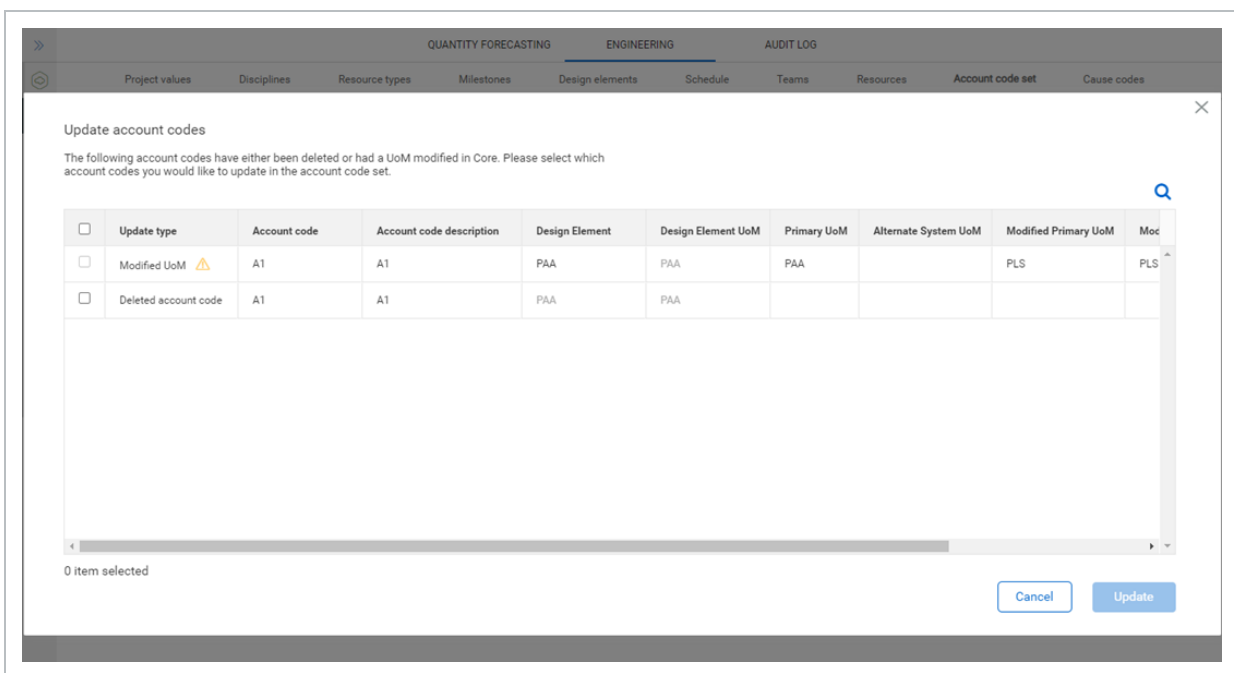 QUANTITY FORECASTING ENGINEERING AUDIT LOG
Project values Disciplines Resource types Milestones Design elements Schedule Teams Resources Account code set Cause codes
Update account codes
The following account codes have either been deleted or had a UoM modified in Core. Please select which
account codes you would like to update in the account code set.
Update type Account code Account code description Design Element Design Element UoM Primary UoM Alternate System UoM Modified Primary UoM Mod
Modified UoM A1 A1 PAA PAA PAA PLS PLS
Deleted account code A1 A1 PAA PAA
0 item selected
Cancel Update